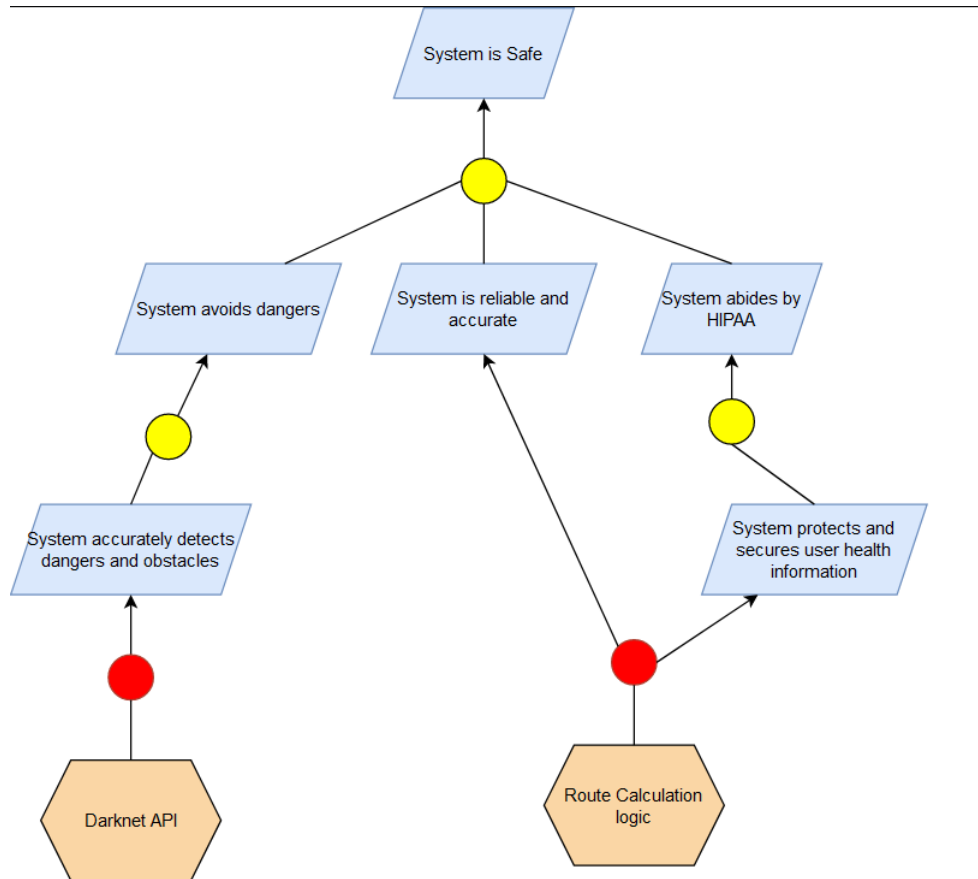 System is Safe
System avoids dangers
System is reliable and
accurate
System abides by
HIPAA
System accurately detects
dangers and obstacles
System protects and
secures user health
information
Darknet API
Route Calculation
logic